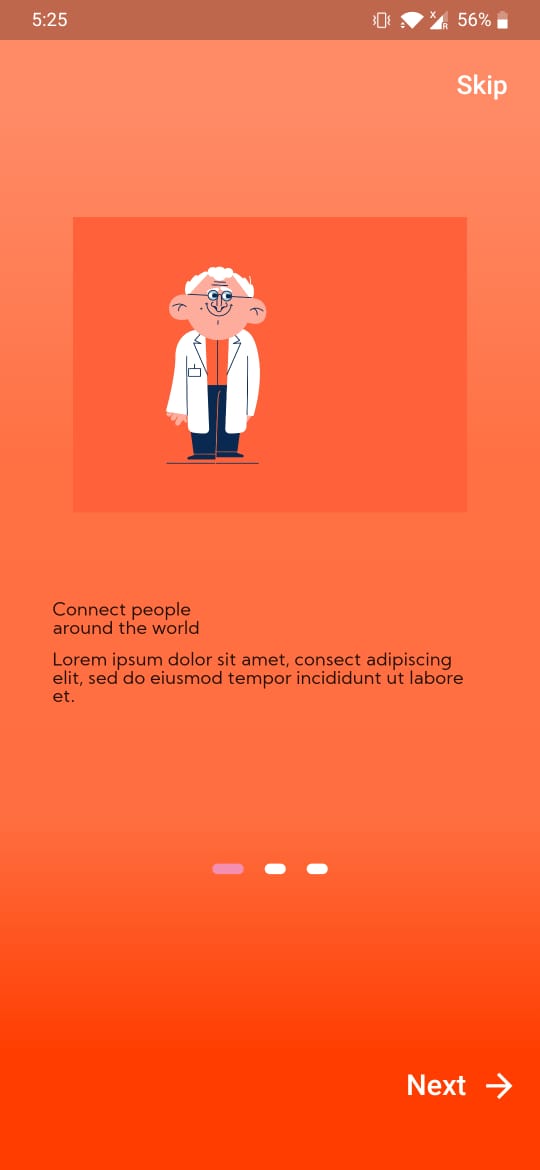 5:25
56%
Skip
Connect people
around the world
Lorem ipsum dolor sit amet, consect adipiscing
elit, sed do eiusmod tempor incididunt ut labore
et.
Next